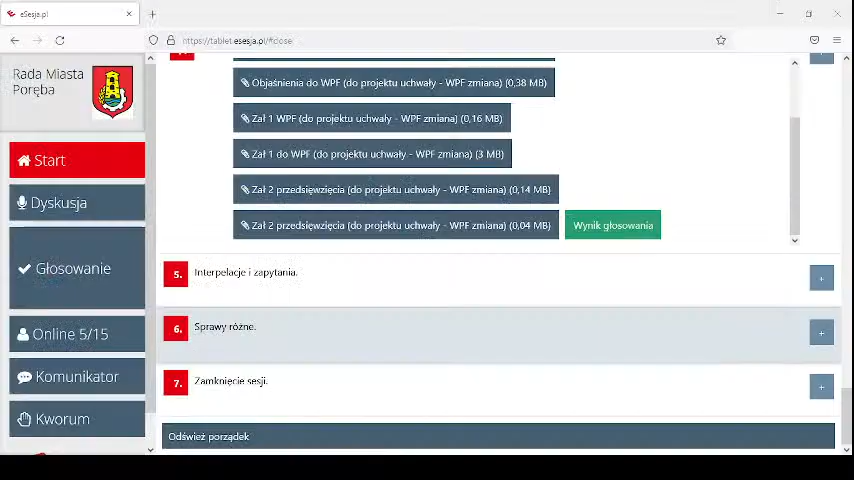 eSesja.pl
https://tablet.esesja.pl/#dose
Rada Miasta
Poręba
Start
Dyskusja
Głosowanie
Online 5/15
Komunikator
Kworum
Objaśnienia do WPF (do projektu uchwały - WPF zmiana) (0,38 MB)
Zał 1 WPF (do projektu uchwały - WPF zmiana) (0,16 MB)
Zał 1 do WPF (do projektu uchwały - WPF zmiana) (3 MB)
Zał 2 przedsięwzięcia (do projektu uchwały - WPF zmiana) (0,14 MB)
Zał 2 przedsięwzięcia (do projektu uchwały - WPF zmiana) (0,04 MB) Wynik głosowania
5. Interpelacje i zapytania. +
6. Sprawy różne. +
7. Zamknięcie sesji. +
Odśwież porządek